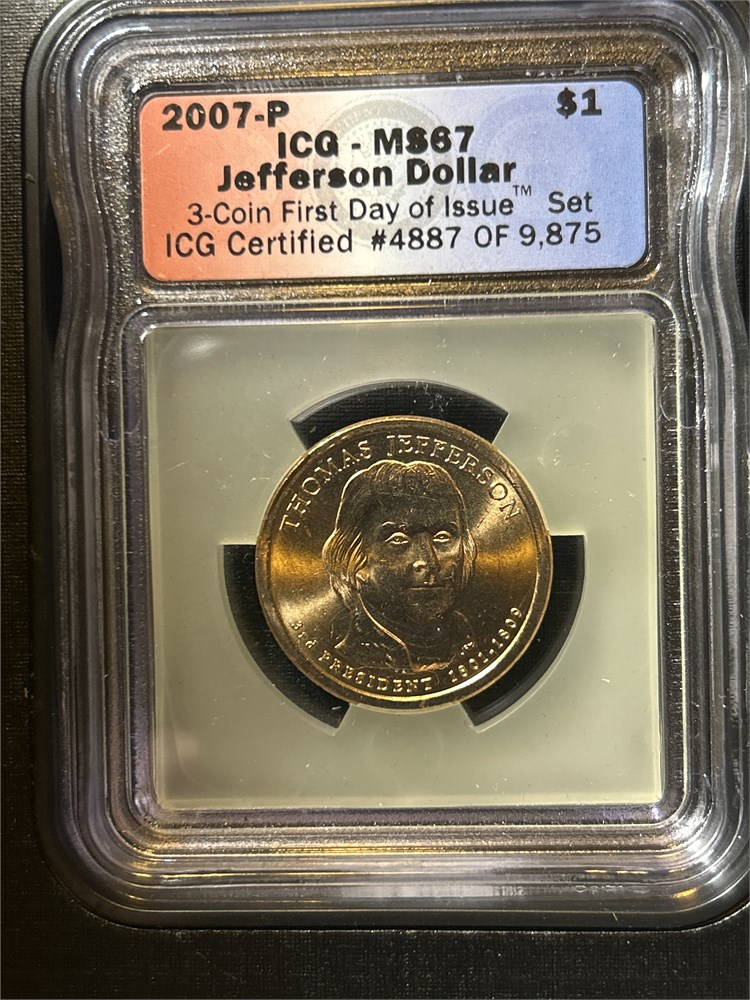 2007-P $1
ICG - MS67
Jefferson Dollar
3-Coin First Day of Issue™ Set
ICG Certified #4887 OF 9,875
THOMAS JEFFERSON
3rd PRESIDENT 1801-1809